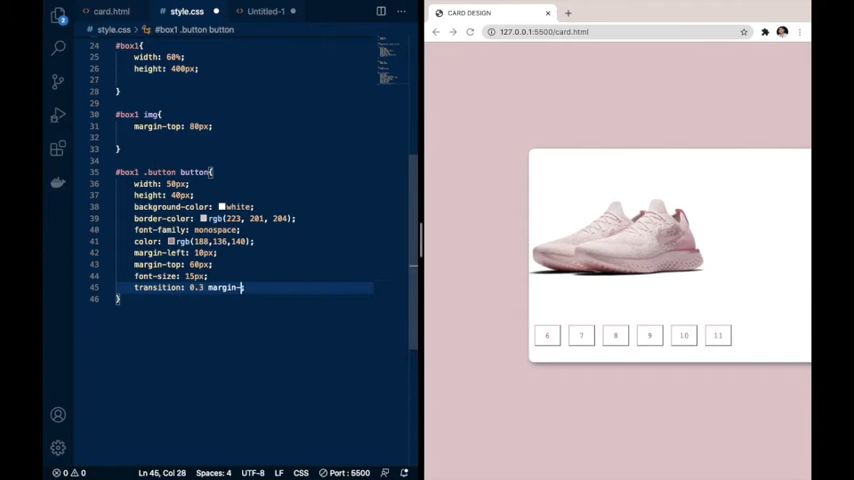 card.html
style.css
Untitled-1
style.css > #box1 .button button
24 #box1{
25 width: 60%;
26 height: 400px;
27
28 }
29
30 #box1 img{
31 margin-top: 80px;
32
33 }
34
35 #box1 .button button{
36 width: 50px;
37 height: 40px;
38 background-color: white;
39 border-color: rgb(223, 201, 204);
40 font-family: monospace;
41 color: rgb(188,136,140);
42 margin-left: 10px;
43 margin-top: 60px;
44 font-size: 15px;
45 transition: 0.3 margin-;
46 }
2
0 0
Ln 45, Col 28 Spaces: 4 UTF-8 LF CSS Port : 5500
CARD DESIGN
127.0.0.1:5500/card.html
6 7 8 9 10 11